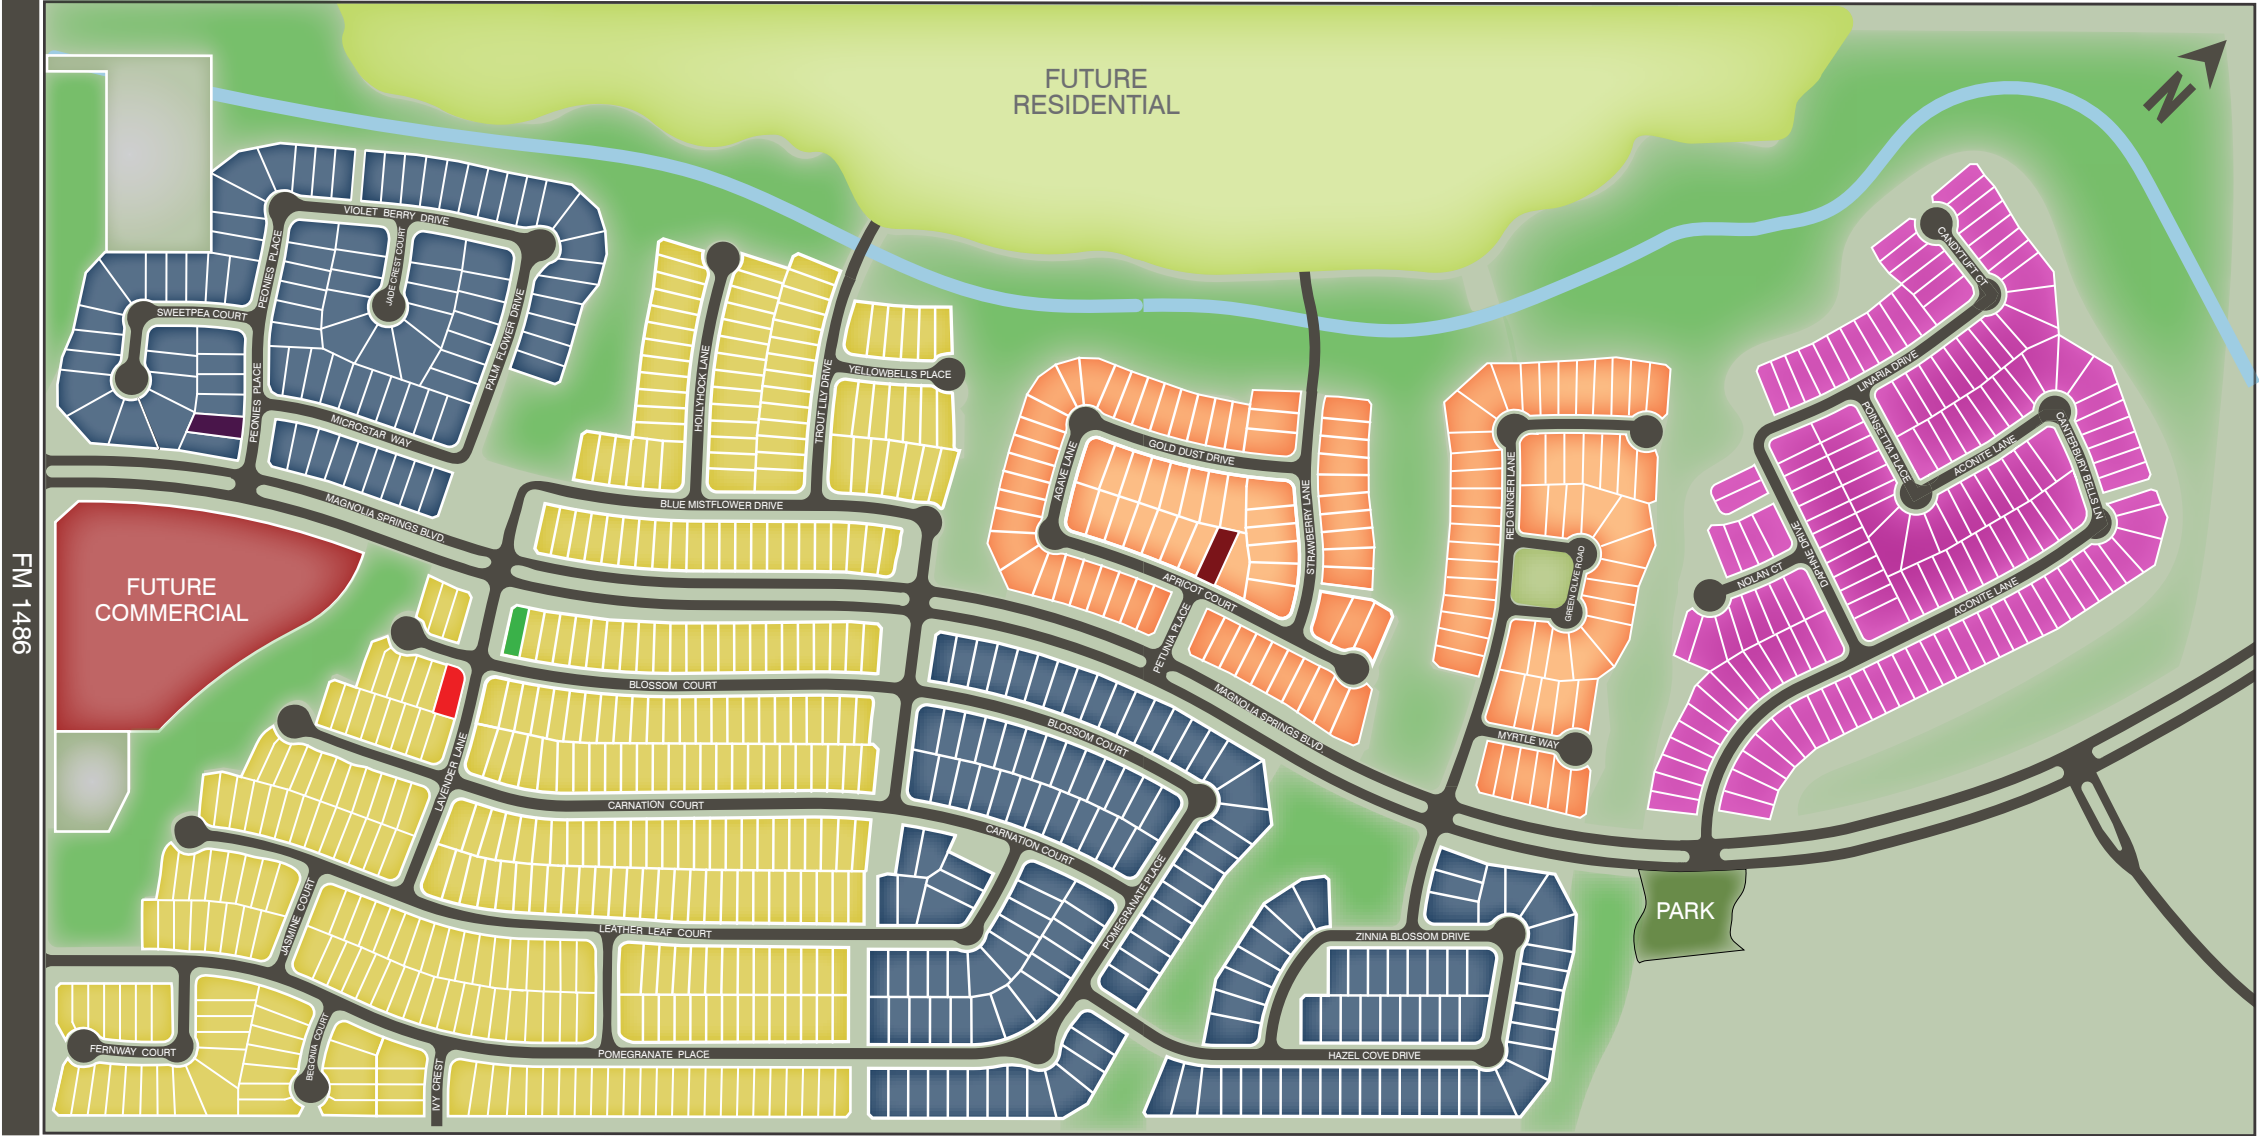 FUTURE
RESIDENTIAL
N
VIOLET BERRY DRIVE
PEONIES PLACE
JADE CREST COURT
CANDYTUFT CT
SWEETPEA COURT
PALM FLOWER DRIVE
HOLLYHOCK LANE
TROUT LILY DRIVE
YELLOWBELLS PLACE
LINARIA DRIVE
PEONIES PLACE
MICROSTAR WAY
AGAVE LANE
GOLD DUST DRIVE
STRAWBERRY LANE
RED GINGER LANE
POINSETTIA PLACE
ACONITE LANE
CANTERBURY BELLS LN
MAGNOLIA SPRINGS BLVD.
BLUE MISTFLOWER DRIVE
DAPHNE DRIVE
NOLAN CT
GREEN OLIVE ROAD
FM 1486
FUTURE
COMMERCIAL
APRICOT COURT
PETUNIA PLACE
ACONITE LANE
BLOSSOM COURT
MAGNOLIA SPRINGS BLVD.
BLOSSOM COURT
MYRTLE WAY
LAVENDER LANE
CARNATION COURT
CARNATION COURT
POMEGRANATE PLACE
JASMINE COURT
LEATHER LEAF COURT
PARK
ZINNIA BLOSSOM DRIVE
FERNWAY COURT
BEGONIA COURT
IVY CREST
POMEGRANATE PLACE
HAZEL COVE DRIVE